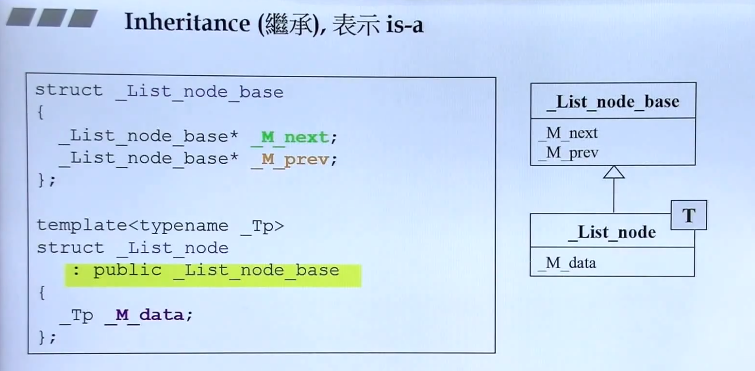 Inheritance (繼承), 表示 is-a
struct _List_node_base
{
_List_node_base* _M_next;
_List_node_base* _M_prev;
};
template<typename _Tp>
struct _List_node
: public _List_node_base
{
_Tp _M_data;
};
_List_node_base
_M_next
_M_prev
T
_List_node
_M_data